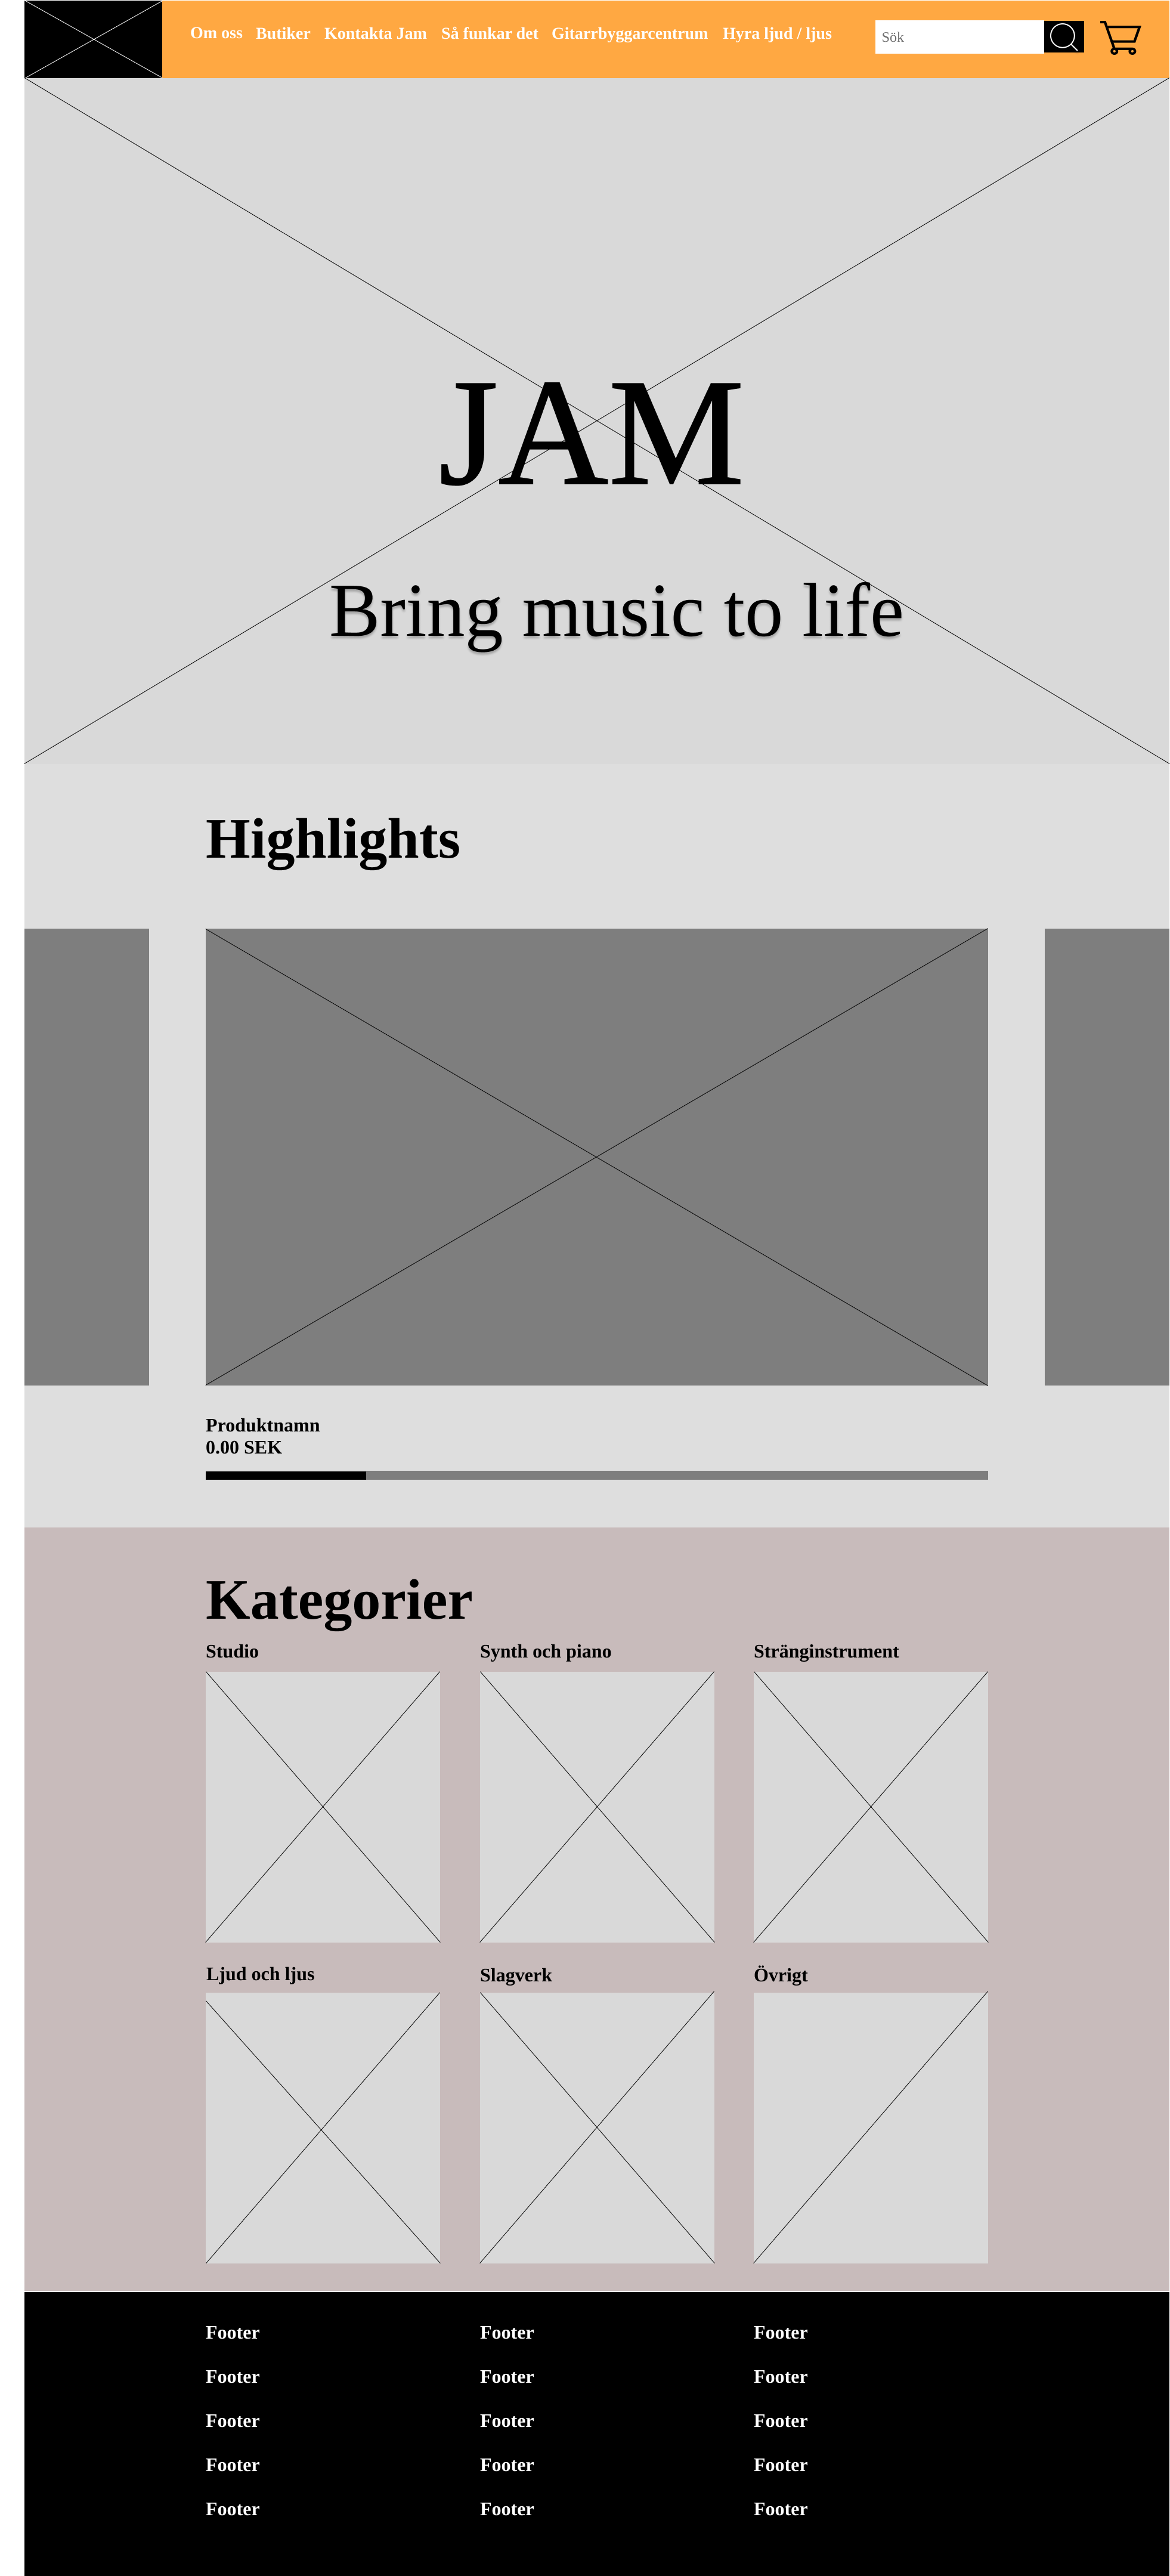 Om oss Butiker Kontakta Jam Så funkar det Gitarrbyggarcentrum Hyra ljud / ljus Sök
JAM
Bring music to life
Highlights
Produktnamn
0.00 SEK
Kategorier
Studio Synth och piano Stränginstrument
Ljud och ljus Slagverk Övrigt
Footer Footer Footer
Footer Footer Footer
Footer Footer Footer
Footer Footer Footer
Footer Footer Footer